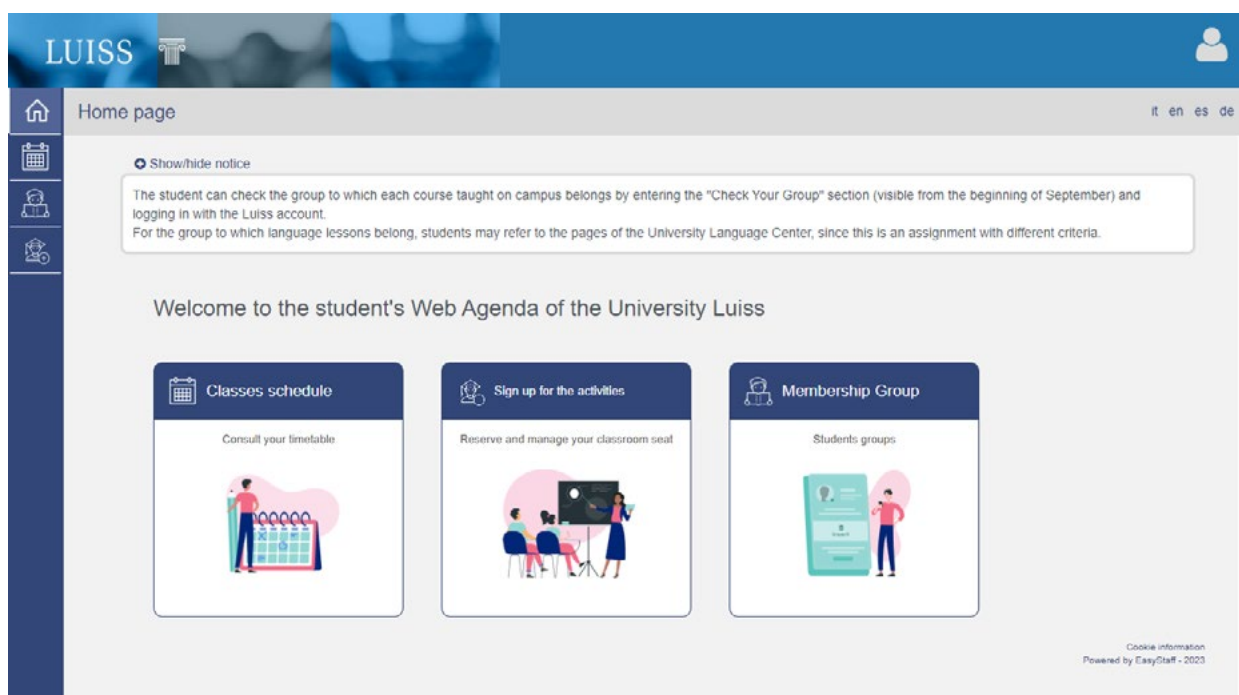 LUISS
Home page
it en es de
Show/hide notice
The student can check the group to which each course taught on campus belongs by entering the "Check Your Group" section (visible from the beginning of September) and
logging in with the Luiss account.
For the group to which language lessons belong, students may refer to the pages of the University Language Center, since this is an assignment with different criteria.
Welcome to the student's Web Agenda of the University Luiss
Classes schedule
Consult your timetable
Sign up for the activities
Reserve and manage your classroom seat
Membership Group
Students groups
Cookie information
Powered by EasyStaff - 2023